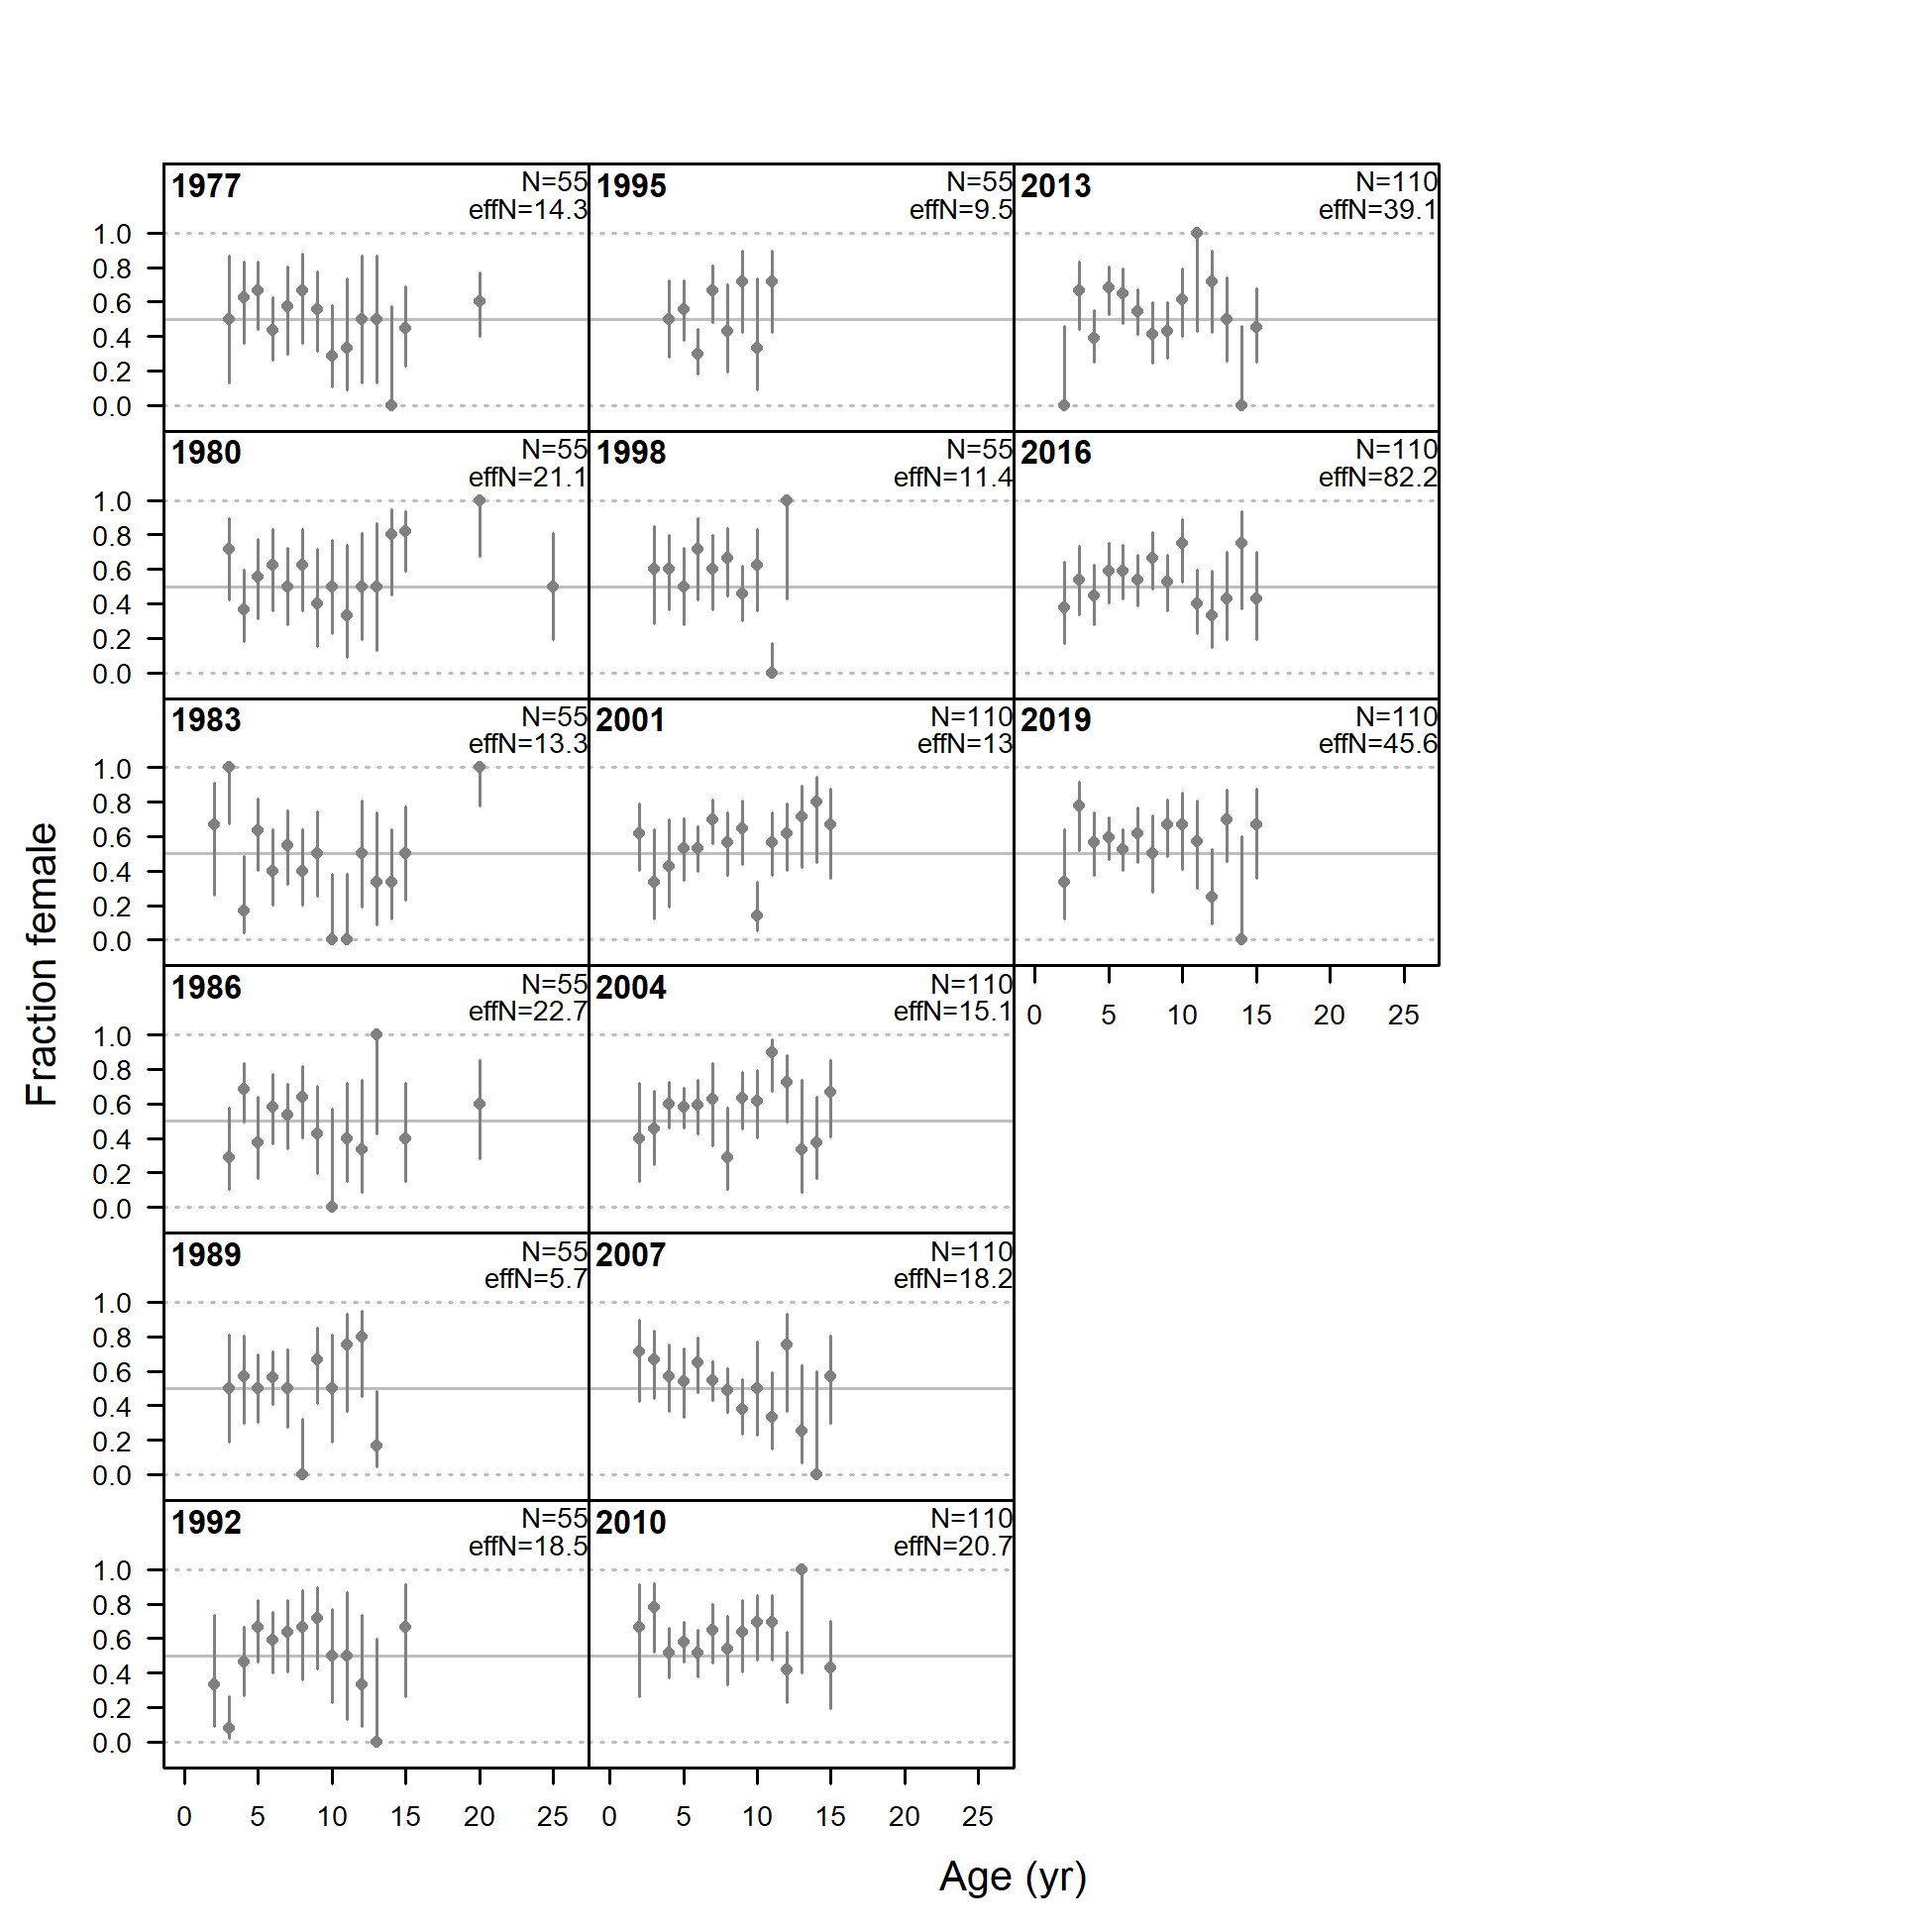 1977
N=55
effN=14.3
1995
N=55
effN=9.5
2013
N=110
effN=39.1
1.0
0.8
0.6
0.4
0.2
0.0
1980
N=55
effN=21.1
1998
N=55
effN=11.4
2016
N=110
effN=82.2
1.0
0.8
0.6
0.4
0.2
0.0
1983
N=55
effN=13.3
2001
N=110
effN=13
2019
N=110
effN=45.6
1.0
0.8
0.6
0.4
0.2
0.0
0 5 10 15 20 25
1986
N=55
effN=22.7
2004
N=110
effN=15.1
1.0
0.8
0.6
0.4
0.2
0.0
1989
N=55
effN=5.7
2007
N=110
effN=18.2
1.0
0.8
0.6
0.4
0.2
0.0
1992
N=55
effN=18.5
2010
N=110
effN=20.7
1.0
0.8
0.6
0.4
0.2
0.0
0 5 10 15 20 25
0 5 10 15 20 25
Fraction female
Age (yr)